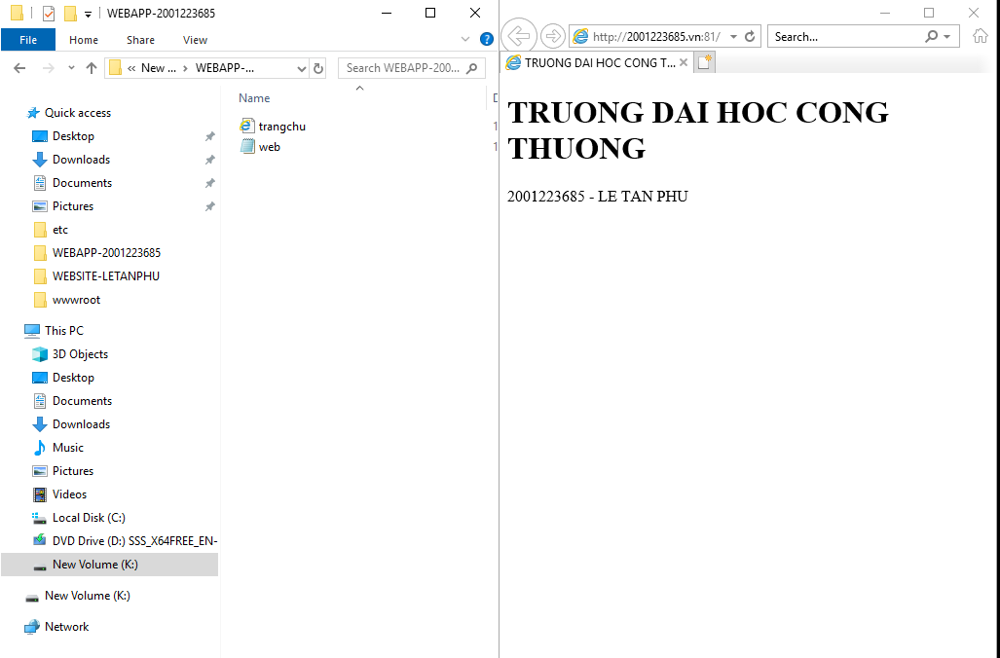 WEBAPP-2001223685
File Home Share View
« New ... > WEBAPP-...
Search WEBAPP-200...
Name
trangchu
web
Quick access
Desktop
Downloads
Documents
Pictures
etc
WEBAPP-2001223685
WEBSITE-LETANPHU
wwwroot
This PC
3D Objects
Desktop
Documents
Downloads
Music
Pictures
Videos
Local Disk (C:)
DVD Drive (D:) SSS_X64FREE_EN-
New Volume (K:)
New Volume (K:)
Network
http://2001223685.vn:81/
Search...
TRUONG DAI HOC CONG T...
TRUONG DAI HOC CONG
THUONG
2001223685 - LE TAN PHU